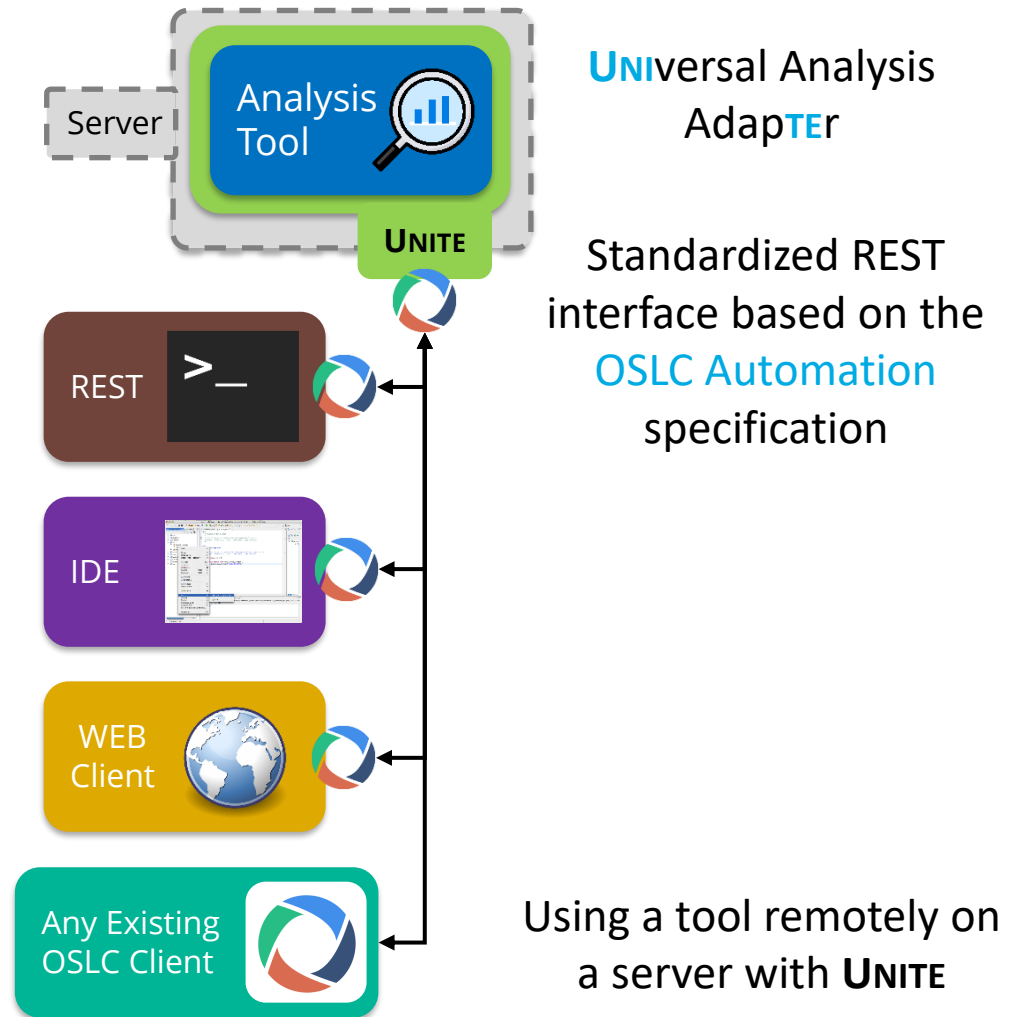 Server
Analysis
Tool
UNITE
UNIversal Analysis
AdapTEr
Standardized REST
interface based on the
OSLC Automation
specification
REST
>_
IDE
WEB
Client
Any Existing
OSLC Client
Using a tool remotely on
a server with UNITE